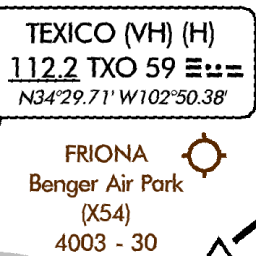 TEXICO (VH) (H)
112.2 TXO 59
N34°29.71' W102°50.38'
FRIONA
Benger Air Park
(X54)
4003 - 30